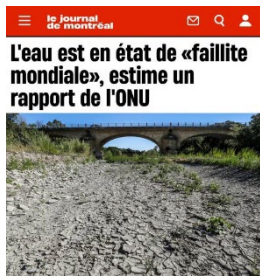 le journal
de montréal
L'eau est en état de «faillite
mondiale», estime un
rapport de l'ONU